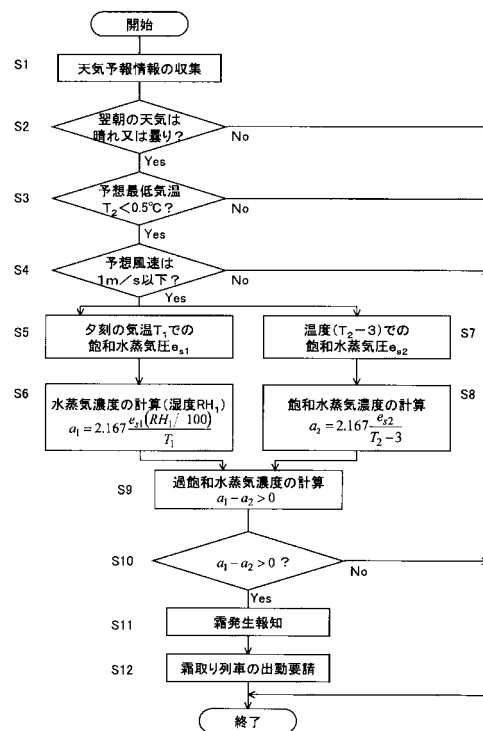 開始
S1
天気予報情報の収集
S2
翌朝の天気は
晴れ又は曇り?
No
Yes
S3
予想最低気温
T₂<0.5℃?
No
Yes
S4
予想風速は
1m/s以下?
No
Yes
S5
夕刻の気温T₁での
飽和水蒸気圧eₛ₁
温度(T₂-3)での
飽和水蒸気圧eₛ₂
S7
S6
水蒸気濃度の計算(湿度RH₁)
a₁=2.167 eₛ₁(RH₁/100)/T₁
飽和水蒸気濃度の計算
a₂=2.167 eₛ₂/T₂-3
S8
S9
過飽和水蒸気濃度の計算
a₁-a₂>0
S10
a₁-a₂>0 ?
No
Yes
S11
霜発生報知
S12
霜取り列車の出動要請
終了